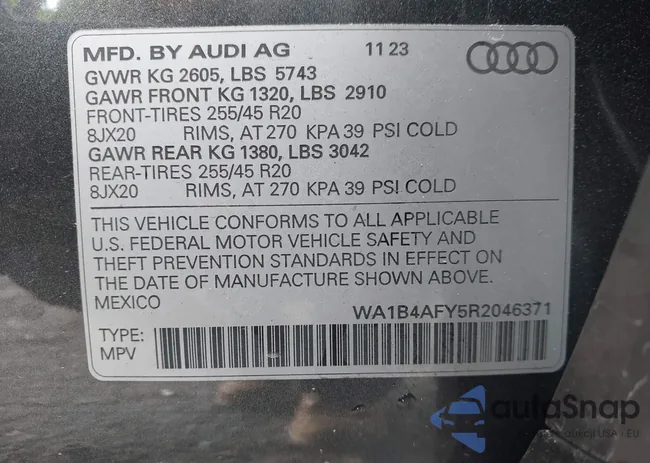 MFD. BY AUDI AG 11 23
GVWR KG 2605, LBS 5743
GAWR FRONT KG 1320, LBS 2910
FRONT-TIRES 255/45 R20
8JX20 RIMS, AT 270 KPA 39 PSI COLD
GAWR REAR KG 1380, LBS 3042
REAR-TIRES 255/45 R20
8JX20 RIMS, AT 270 KPA 39 PSI COLD
THIS VEHICLE CONFORMS TO ALL APPLICABLE
U.S. FEDERAL MOTOR VEHICLE SAFETY AND
THEFT PREVENTION STANDARDS IN EFFECT ON
THE DATE OF MANUFACTURE SHOWN ABOVE.
MEXICO WA1B4AFY5R2046371
TYPE:
MPV
autoSnap
USA EU